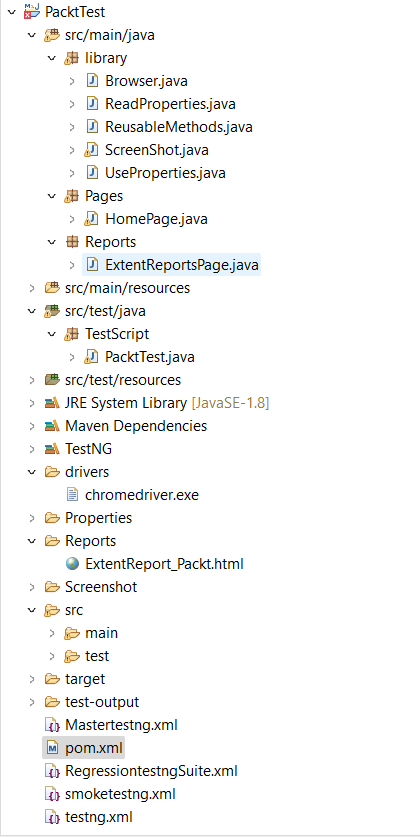 PacktTest
src/main/java
library
Browser.java
ReadProperties.java
ReusableMethods.java
ScreenShot.java
UseProperties.java
Pages
HomePage.java
Reports
ExtentReportsPage.java
src/main/resources
src/test/java
TestScript
PacktTest.java
src/test/resources
JRE System Library [JavaSE-1.8]
Maven Dependencies
TestNG
drivers
chromedriver.exe
Properties
Reports
ExtentReport_Packt.html
Screenshot
src
main
test
target
test-output
Mastertestng.xml
pom.xml
RegressiontestngSuite.xml
smoketestng.xml
testng.xml